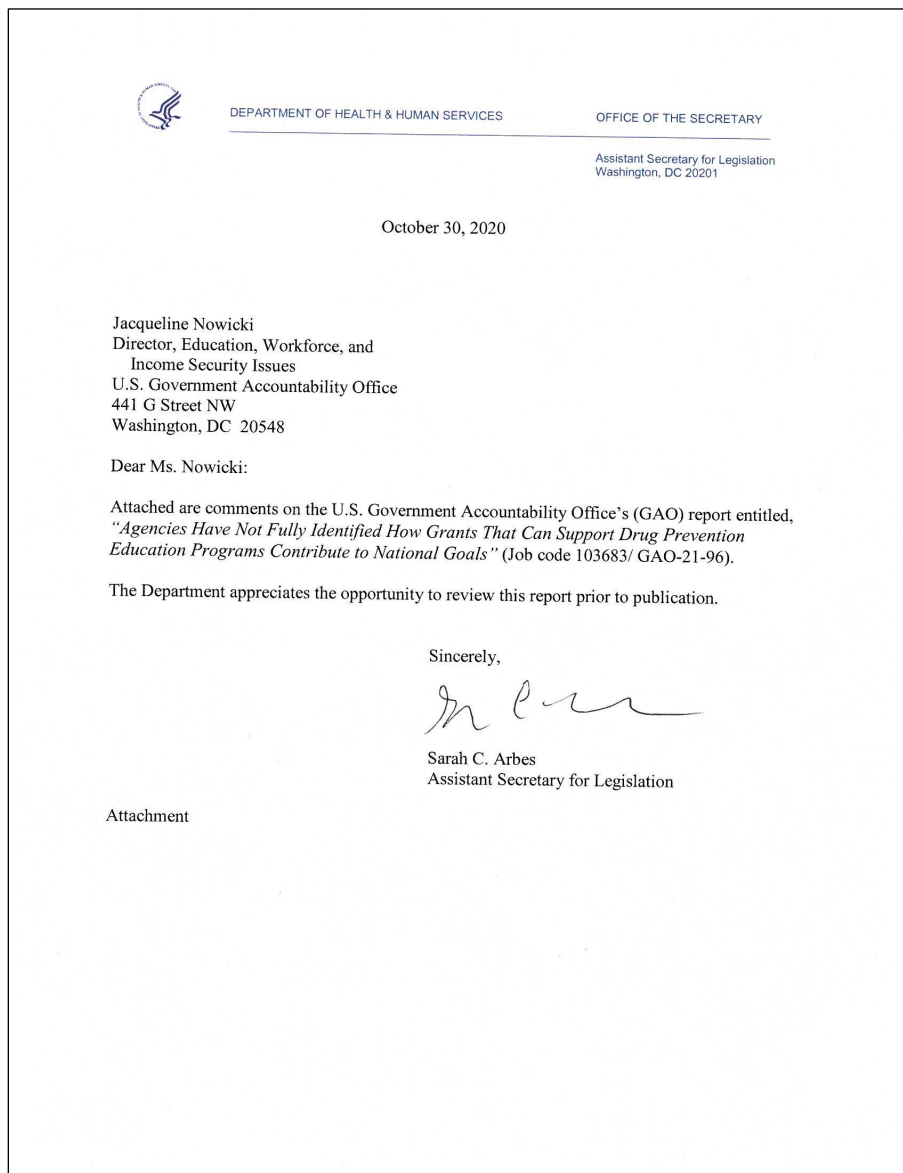 DEPARTMENT OF HEALTH & HUMAN SERVICES
OFFICE OF THE SECRETARY
Assistant Secretary for Legislation
Washington, DC 20201
October 30, 2020
Jacqueline Nowicki
Director, Education, Workforce, and
Income Security Issues
U.S. Government Accountability Office
441 G Street NW
Washington, DC 20548
Dear Ms. Nowicki:
Attached are comments on the U.S. Government Accountability Office's (GAO) report entitled,
"Agencies Have Not Fully Identified How Grants That Can Support Drug Prevention
Education Programs Contribute to National Goals" (Job code 103683/ GAO-21-96).
The Department appreciates the opportunity to review this report prior to publication.
Sincerely,
Sarah C. Arbes
Assistant Secretary for Legislation
Attachment